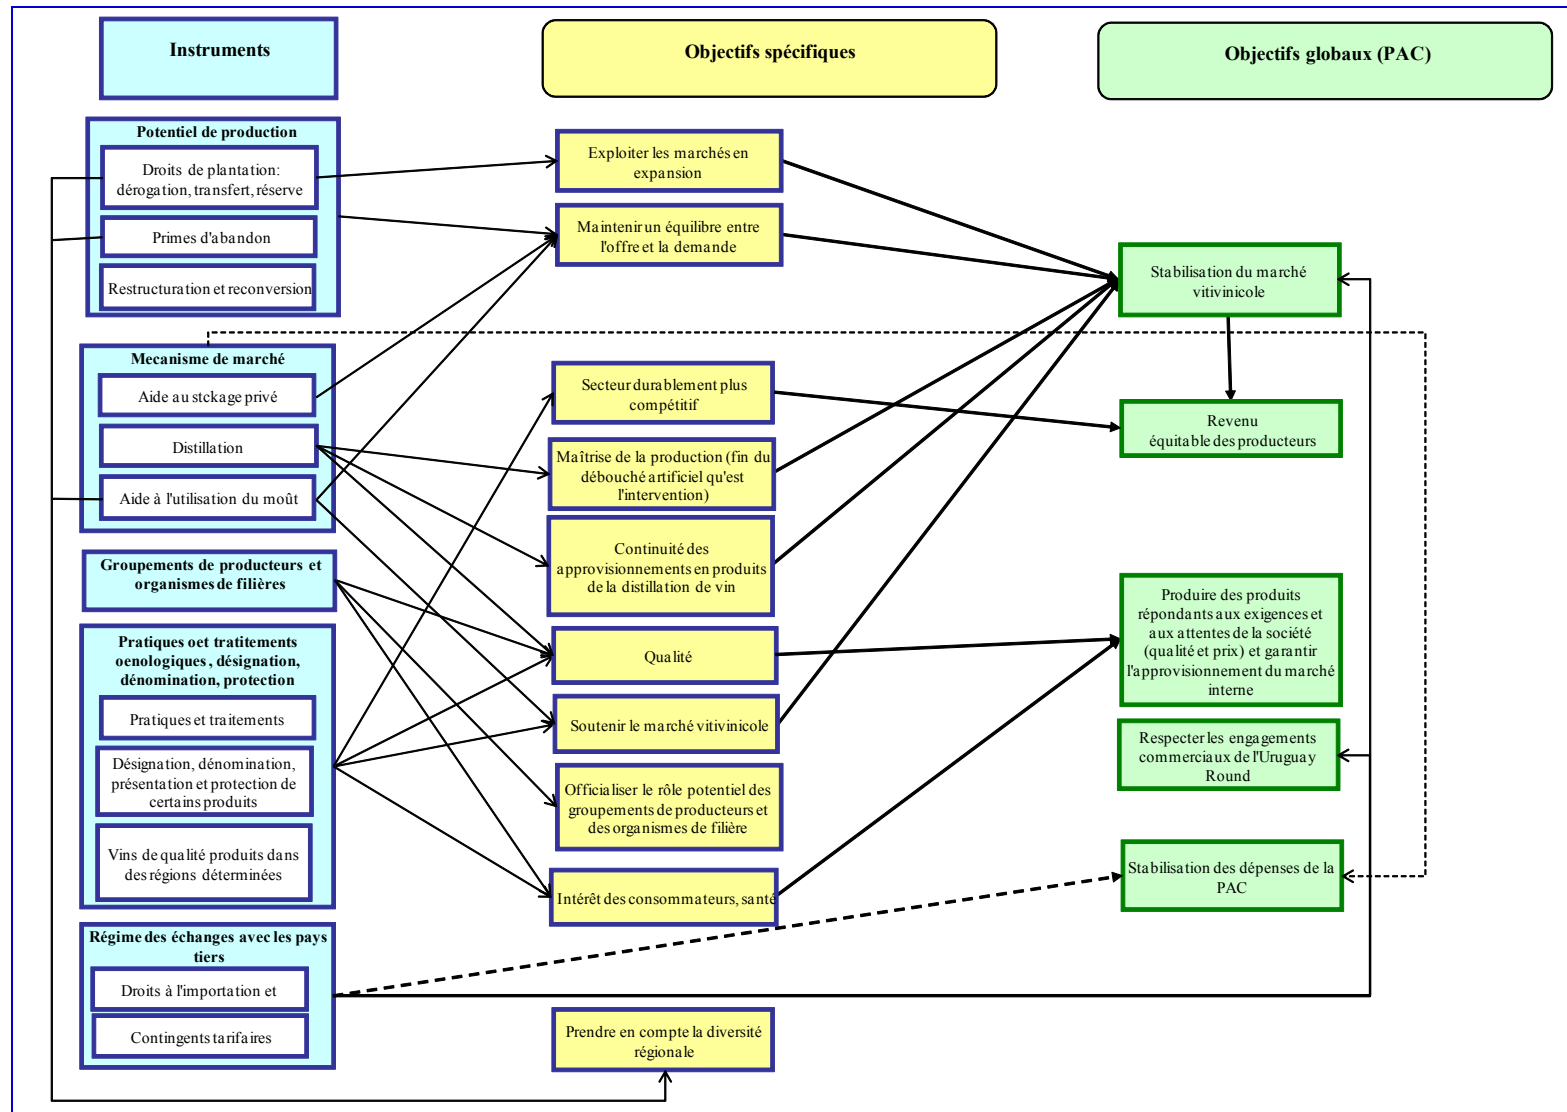 Instruments
Objectifs spécifiques
Objectifs globaux (PAC)
Potentiel de production
Droits de plantation:
dérogation, transfert, réserve
Primes d'abandon
Restructuration et reconversion
Mecanisme de marché
Aide au stckage privé
Distillation
Aide à l'utilisation du moût
Groupements de producteurs et
organismes de filières
Pratiques oet tratitements
oenologiques, désignation,
dénomination, protection
Pratiques et traitements
Désignation, dénomination,
présentation et protection de
certains produits
Vins de qualité produits dans
des régions déterminées
Régime des échanges avec les pays
tiers
Droits à l'importation et
Contingents tarifaires
Exploiter les marchés en
expansion
Maintenir un équilibre entre
l'offre et la demande
Secteur durablement plus
compétitif
Maîtrise de la production (fin du
débouché artificiel qu'est
l'intervention)
Continuité des
approvisionnements en produits
de la distillation de vin
Qualité
Soutenir le marché vitivinicole
Officialiser le rôle potentiel des
groupements de producteurs et
des organismes de filière
Intérêt des consommateurs, santé
Prendre en compte la diversité
régionale
Stabilisation du marché
vitivinicole
Revenu
équitable des producteurs
Produire des produits
répondants aux exigences et
aux attentes de la société
(qualité et prix) et garantir
l'approvisionnement du marché
interne
Respecter les engagements
commerciaux de l'Uruguay
Round
Stabilisation des dépenses de la
PAC